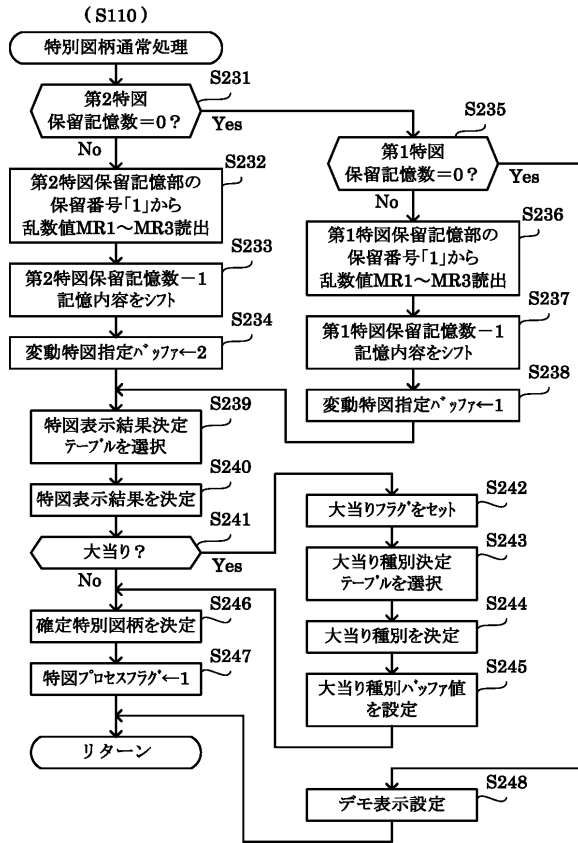 (S110)
特別図柄通常処理
S231
第2特図
保留記憶数=0?
Yes
No
S232
第2特図保留記憶部の
保留番号「1」から
乱数値MR1～MR3読出
S233
第2特図保留記憶数-1
記憶内容をシフト
S234
変動特図指定バッファ←2
S235
第1特図
保留記憶数=0?
Yes
No
S236
第1特図保留記憶部の
保留番号「1」から
乱数値MR1～MR3読出
S237
第1特図保留記憶数-1
記憶内容をシフト
S238
変動特図指定バッファ←1
S239
特図表示結果決定
テーブルを選択
S240
特図表示結果を決定
S241
大当り?
Yes
No
S242
大当りフラグをセット
S243
大当り種別決定
テーブルを選択
S244
大当り種別を決定
S245
大当り種別バッファ値
を設定
S246
確定特別図柄を決定
S247
特図プロセスフラグ←1
リターン
S248
デモ表示設定